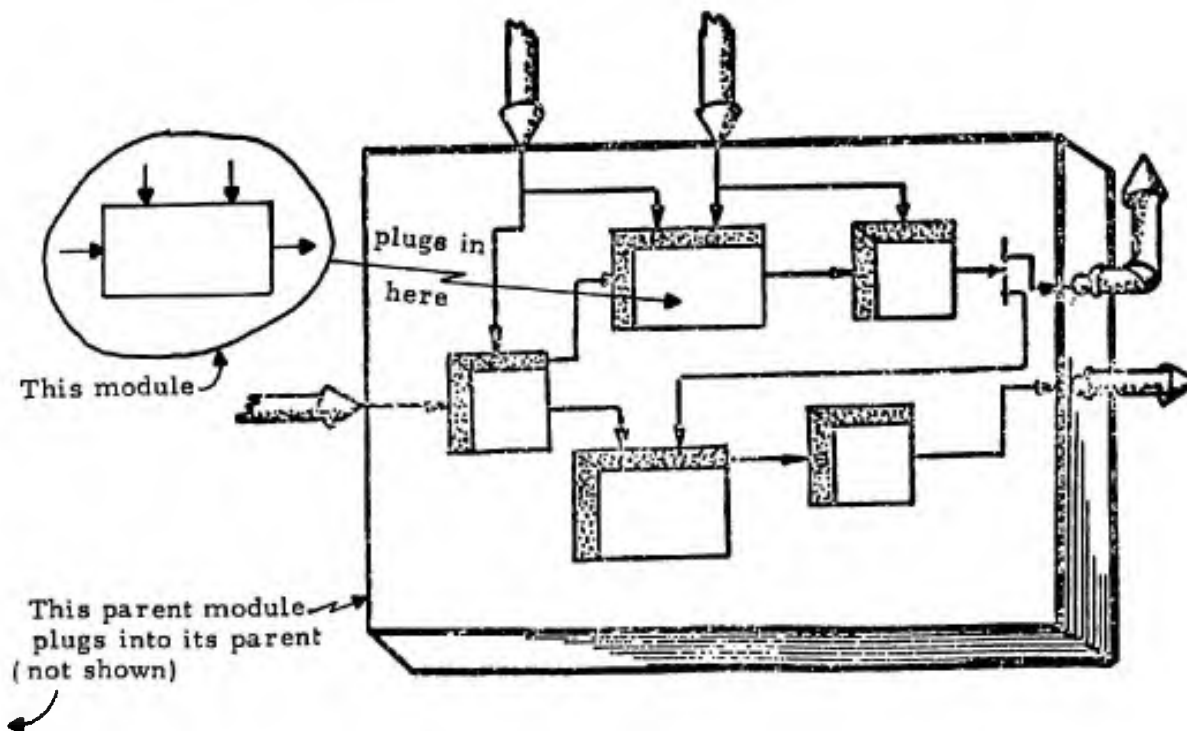 plugs in
here
This module
This parent module
plugs into its parent
(not shown)